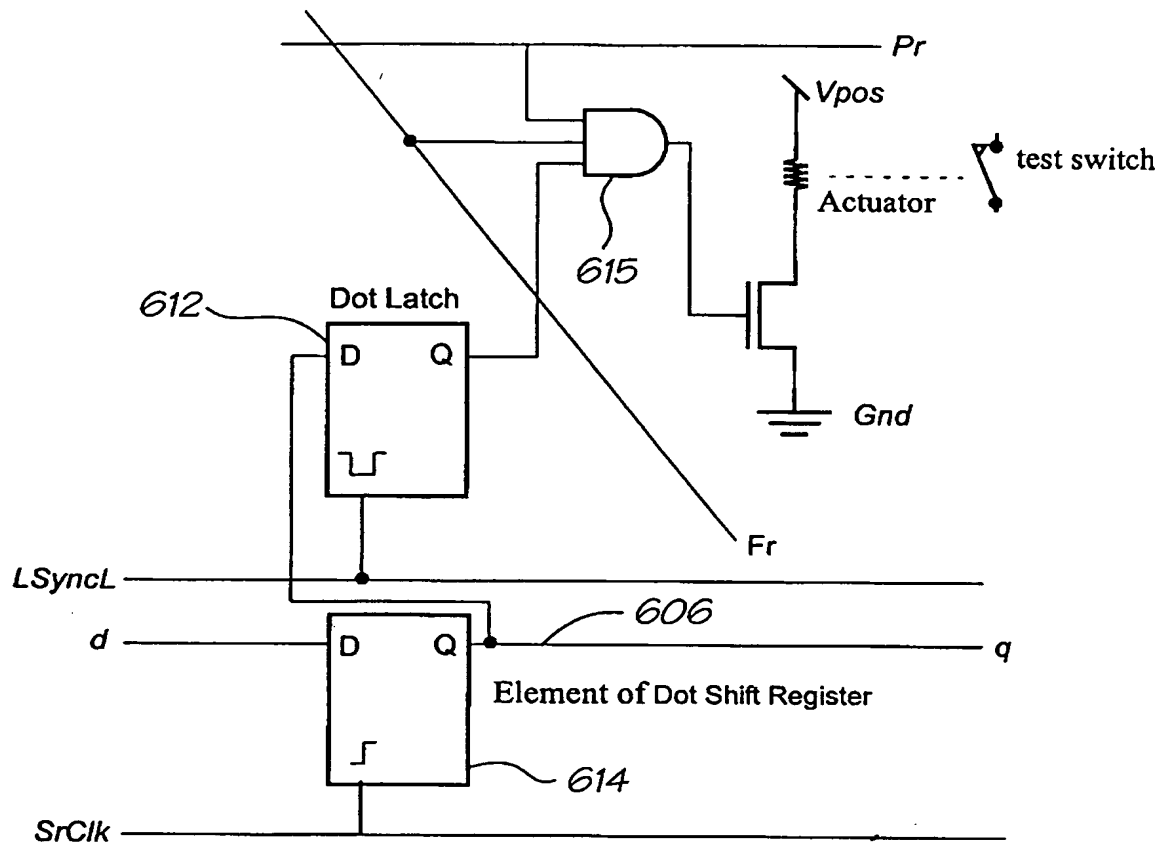 Pr
Vpos
test switch
Actuator
615
612
Dot Latch
D Q
Gnd
Fr
LSyncL
606
d
D Q
q
Element of Dot Shift Register
614
SrClk